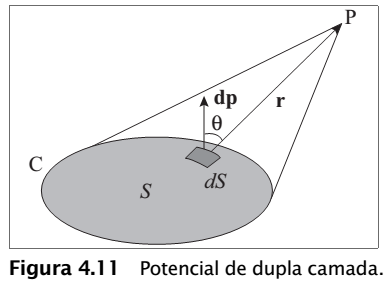 P
dp
r
θ
C
dS
S
Figura 4.11 Potencial de dupla camada.